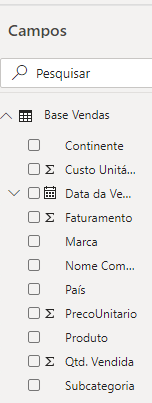 Campos
Pesquisar
Base Vendas
Continente
Σ Custo Unitá...
Data da Ve...
Σ Faturamento
Marca
Nome Com...
País
Σ PrecoUnitario
Produto
Σ Qtd. Vendida
Subcategoria